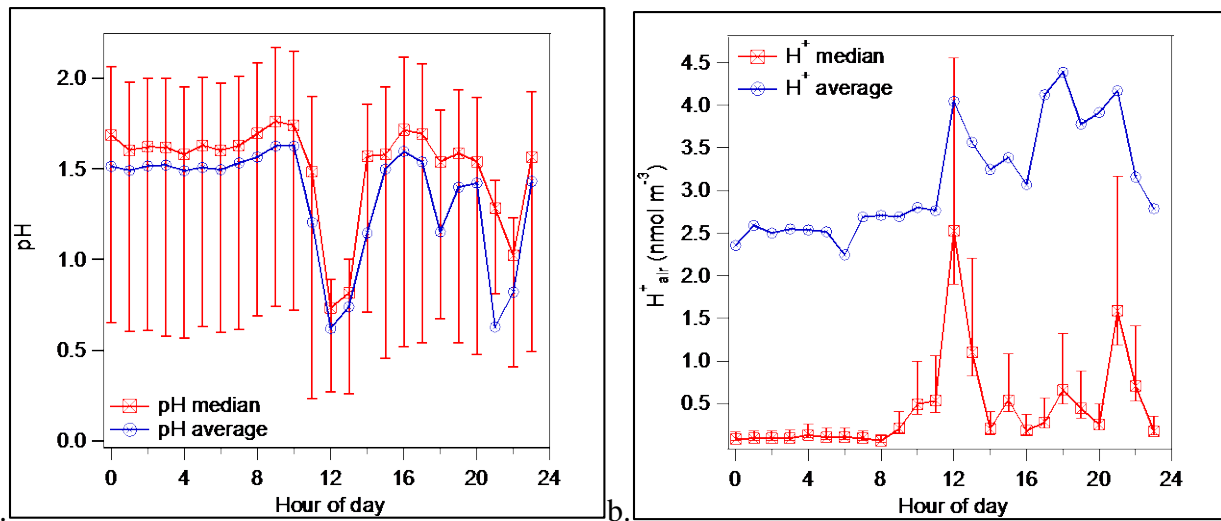 2.0
1.5
1.0
0.5
0.0
pH
pH median
pH average
0 4 8 12 16 20 24
Hour of day
.
b.
H+ median
H+ average
4.5
4.0
3.5
3.0
2.5
2.0
1.5
1.0
0.5
H+air (nmol m-3)
0 4 8 12 16 20 24
Hour of day